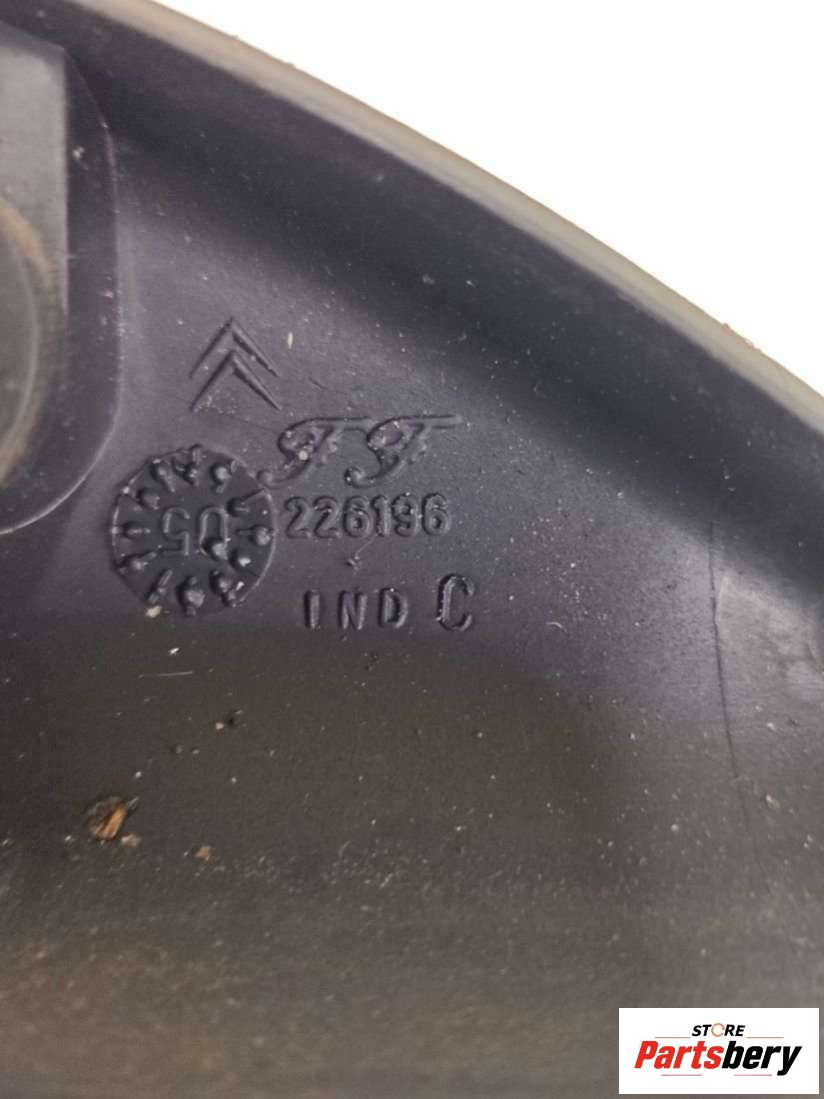 FF
05
226196
IND C
STORE
Partsbery